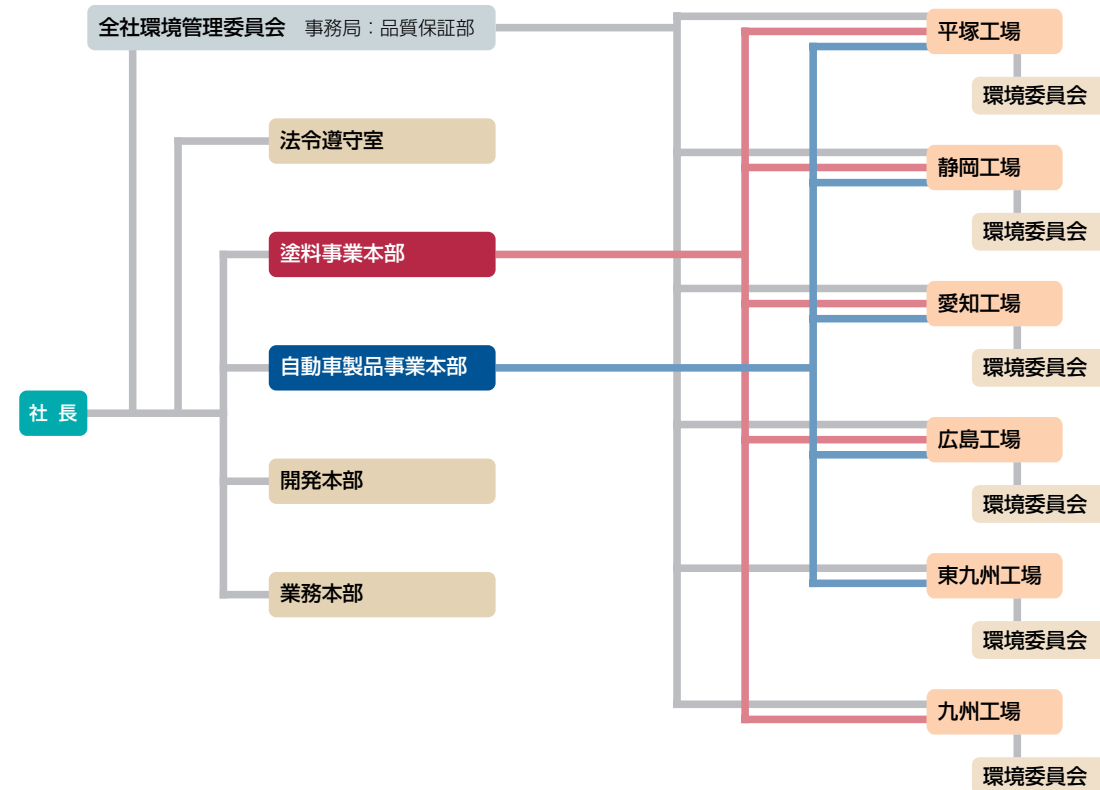 全社環境管理委員会 事務局：品質保証部
法令遵守室
塗料事業本部
自動車製品事業本部
社 長
開発本部
業務本部
平塚工場
環境委員会
静岡工場
環境委員会
愛知工場
環境委員会
広島工場
環境委員会
東九州工場
環境委員会
九州工場
環境委員会